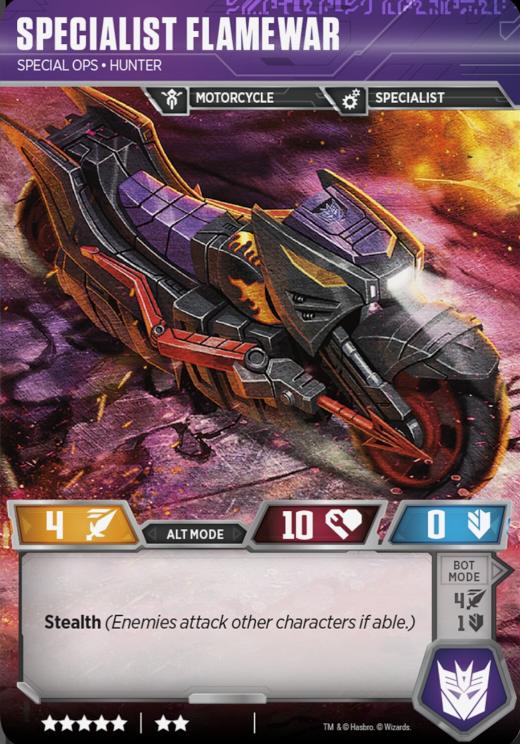 SPECIALIST FLAMEWAR
SPECIAL OPS • HUNTER
MOTORCYCLE
SPECIALIST
4
ALT MODE
10
0
BOT
MODE
4
1
Stealth (Enemies attack other characters if able.)
TM & © Hasbro. © Wizards.